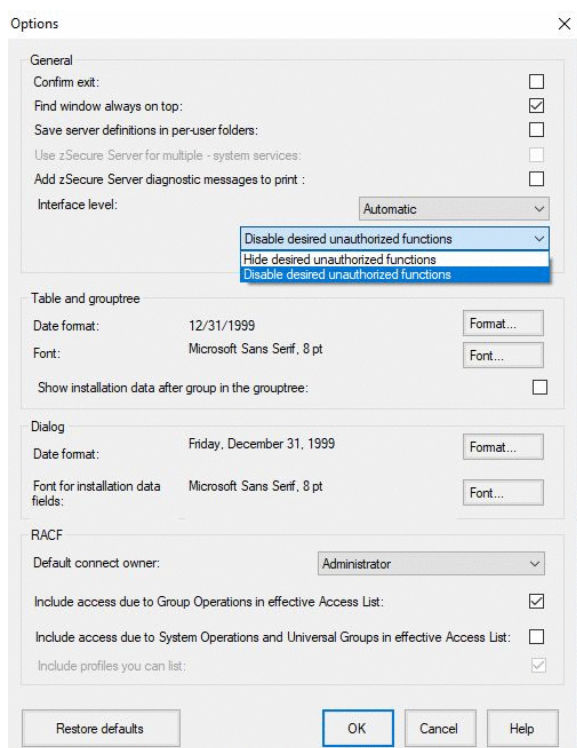 Options
General
Confirm exit:
Find window always on top:
Save server definitions in per-user folders:
Use zSecure Server for multiple - system services:
Add zSecure Server diagnostic messages to print :
Interface level:
Automatic
Disable desired unauthorized functions
Hide desired unauthorized functions
Disable desired unauthorized functions
Table and grouptree
Date format:
12/31/1999
Format...
Font:
Microsoft Sans Serif, 8 pt
Font...
Show installation data after group in the grouptree:
Dialog
Date format:
Friday, December 31, 1999
Format...
Font for installation data
fields:
Microsoft Sans Serif, 8 pt
Font...
RACF
Default connect owner:
Administrator
Include access due to Group Operations in effective Access List:
Include access due to System Operations and Universal Groups in effective Access List:
Include profiles you can list:
Restore defaults
OK
Cancel
Help